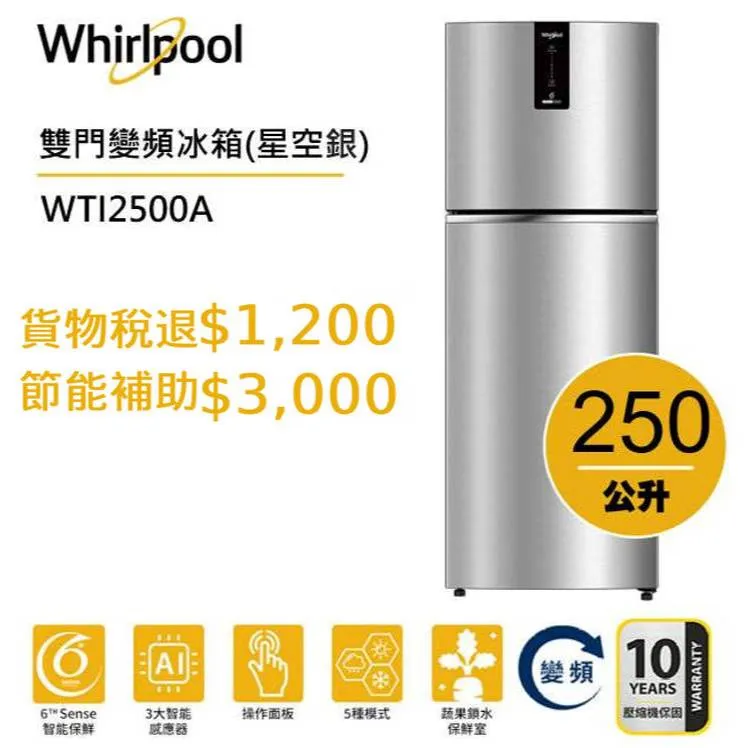 Whirlpool
雙門變頻冰箱(星空銀)
WTI2500A
貨物稅退$1,200
節能補助$3,000
Whirlpool
250
公升
6
AI
6™Sense
智能保鮮
3大智能
感應器
操作面板
5種模式
蔬果鎖水
保鮮室
變頻
10
YEARS
壓縮機保固
WARRANTY